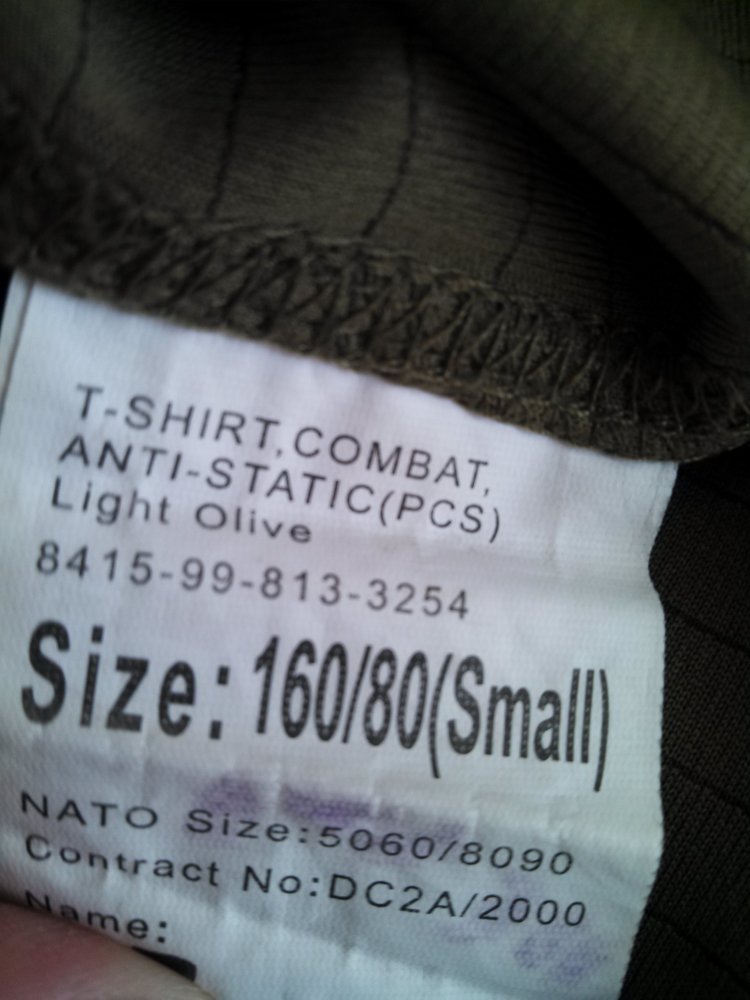 T-SHIRT,COMBAT,
ANTI-STATIC(PCS)
Light Olive
8415-99-813-3254
Size: 160/80(Small)
NATO Size:5060/8090
Contract No:DC2A/2000
Name: